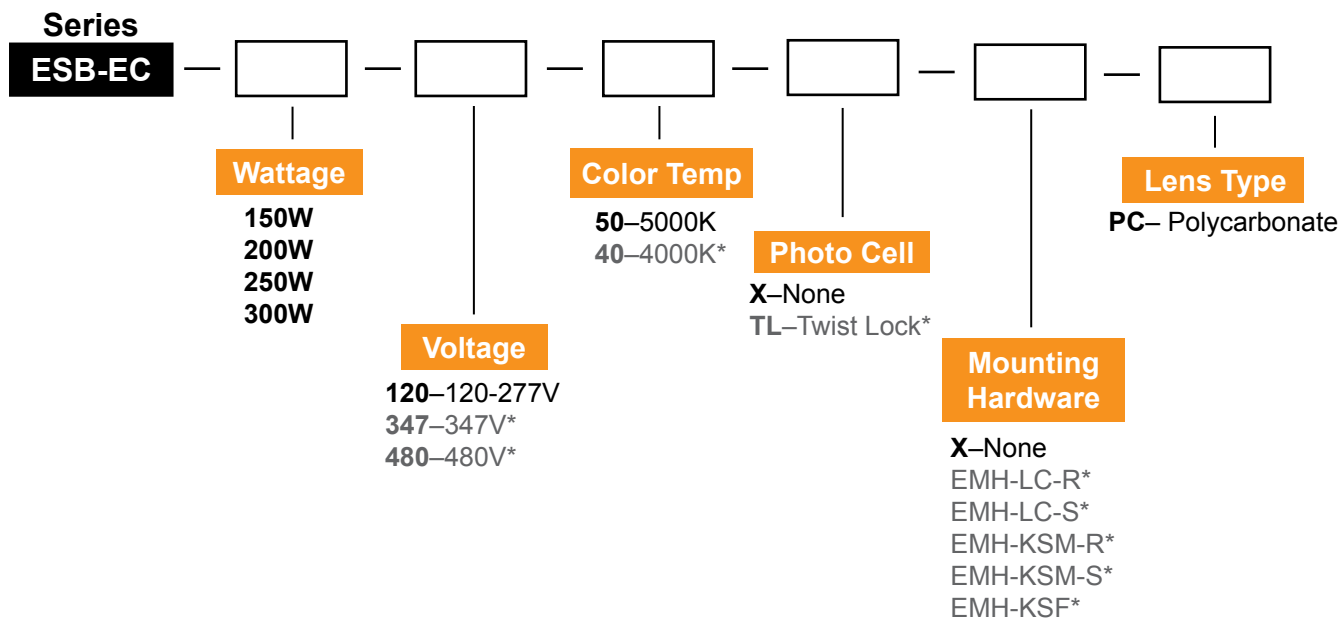 Series
ESB-EC
Wattage
150W
200W
250W
300W
Voltage
120–120-277V
347–347V*
480–480V*
Color Temp
50–5000K
40–4000K*
Photo Cell
X–None
TL–Twist Lock*
Mounting
Hardware
X–None
EMH-LC-R*
EMH-LC-S*
EMH-KSM-R*
EMH-KSM-S*
EMH-KSF*
Lens Type
PC– Polycarbonate